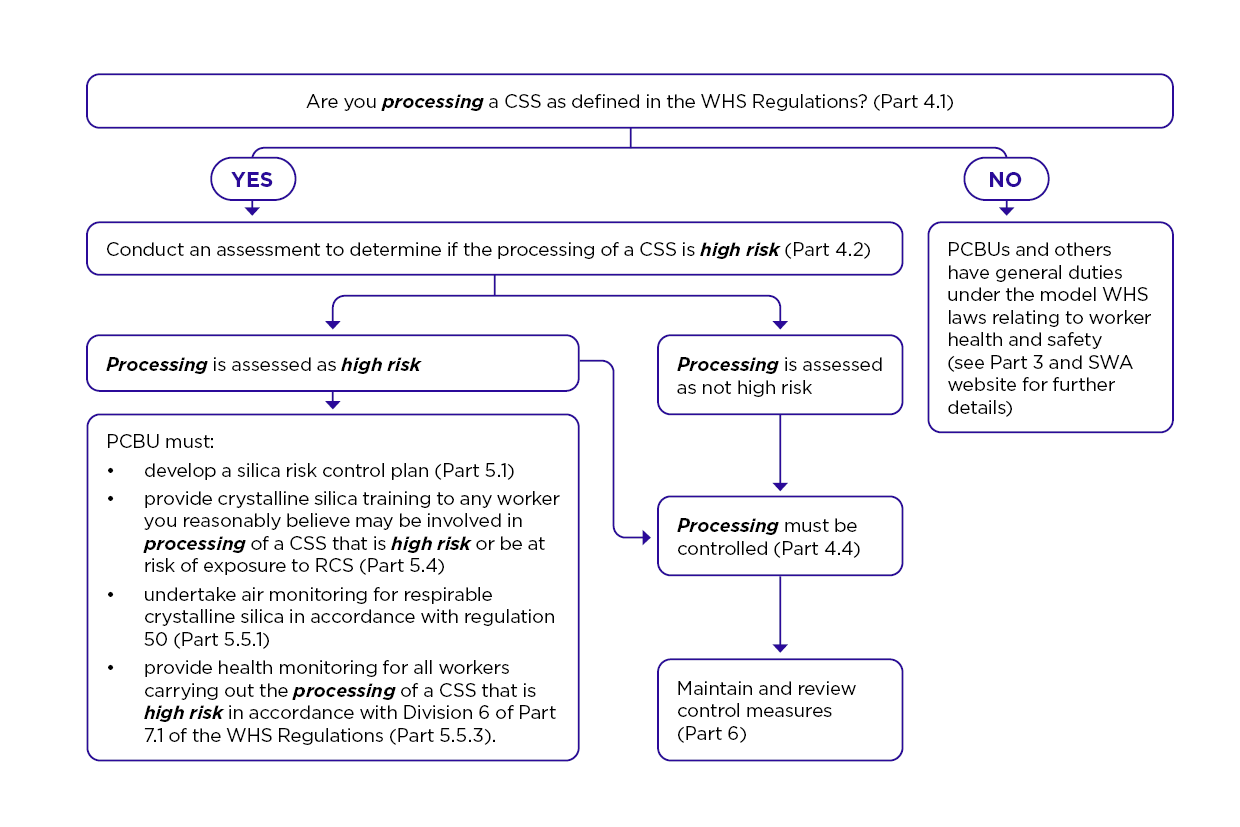 Are you processing a CSS as defined in the WHS Regulations? (Part 4.1)
YES
NO
Conduct an assessment to determine if the processing of a CSS is high risk (Part 4.2)
PCBUs and others
have general duties
under the model WHS
laws relating to worker
health and safety
(see Part 3 and SWA
website for further
details)
Processing is assessed as high risk
Processing is assessed
as not high risk
PCBU must:
• develop a silica risk control plan (Part 5.1)
• provide crystalline silica training to any worker
you reasonably believe may be involved in
processing of a CSS that is high risk or be at
risk of exposure to RCS (Part 5.4)
• undertake air monitoring for respirable
crystalline silica in accordance with regulation
50 (Part 5.5.1)
• provide health monitoring for all workers
carrying out the processing of a CSS that is
high risk in accordance with Division 6 of Part
7.1 of the WHS Regulations (Part 5.5.3).
Processing must be
controlled (Part 4.4)
Maintain and review
control measures
(Part 6)